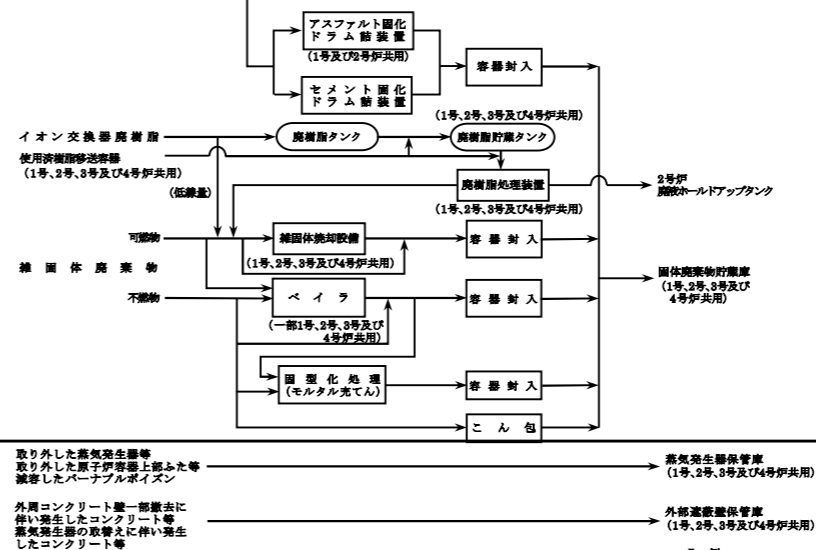 アスファルト固化
ドラム詰装置
(1号及び2号炉共用)
容器封入
セメント固化
ドラム詰装置
(1号、2号、3号及び4号炉共用)
イオン交換器廃樹脂
廃樹脂タンク
廃樹脂貯蔵タンク
使用済樹脂移送容器
(1号、2号、3号及び4号炉共用)
(低線量)
廃樹脂処理装置
(1号、2号、3号及び4号炉共用)
2号炉
廃液ホールドアップタンク
可燃物
雑固体焼却設備
(1号、2号、3号及び4号炉共用)
容器封入
雑固体廃棄物
固体廃棄物貯蔵庫
(1号、2号、3号及び
4号炉共用)
不燃物
ベイラ
(一部1号、2号、3号及び
4号炉共用)
容器封入
固型化処理
(モルタル充てん)
容器封入
こん包
取り外した蒸気発生器等
取り外した原子炉容器上部ふた等
減容したバーナブルポイズン
蒸気発生器保管庫
(1号、2号、3号及び4号炉共用)
外周コンクリート壁一部撤去に
伴い発生したコンクリート等
蒸気発生器の取替えに伴い発生
したコンクリート等
外部遮蔽壁保管庫
(1号、2号、3号及び4号炉共用)